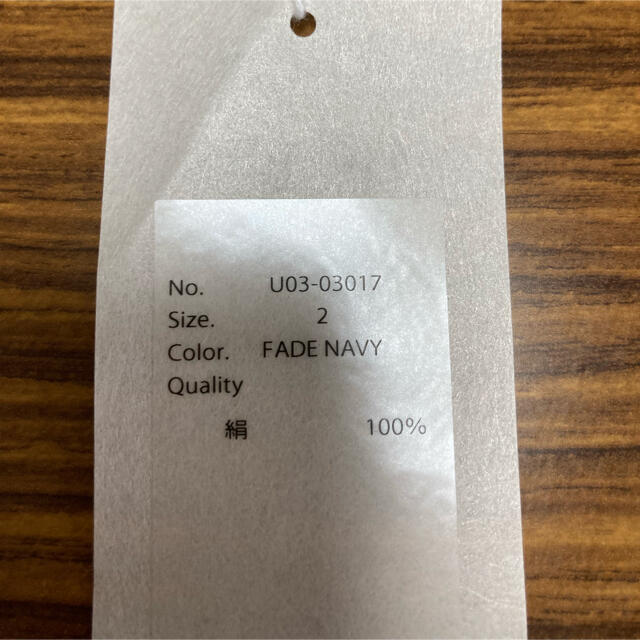 No. U03-03017
Size. 2
Color. FADE NAVY
Quality
絹 100%